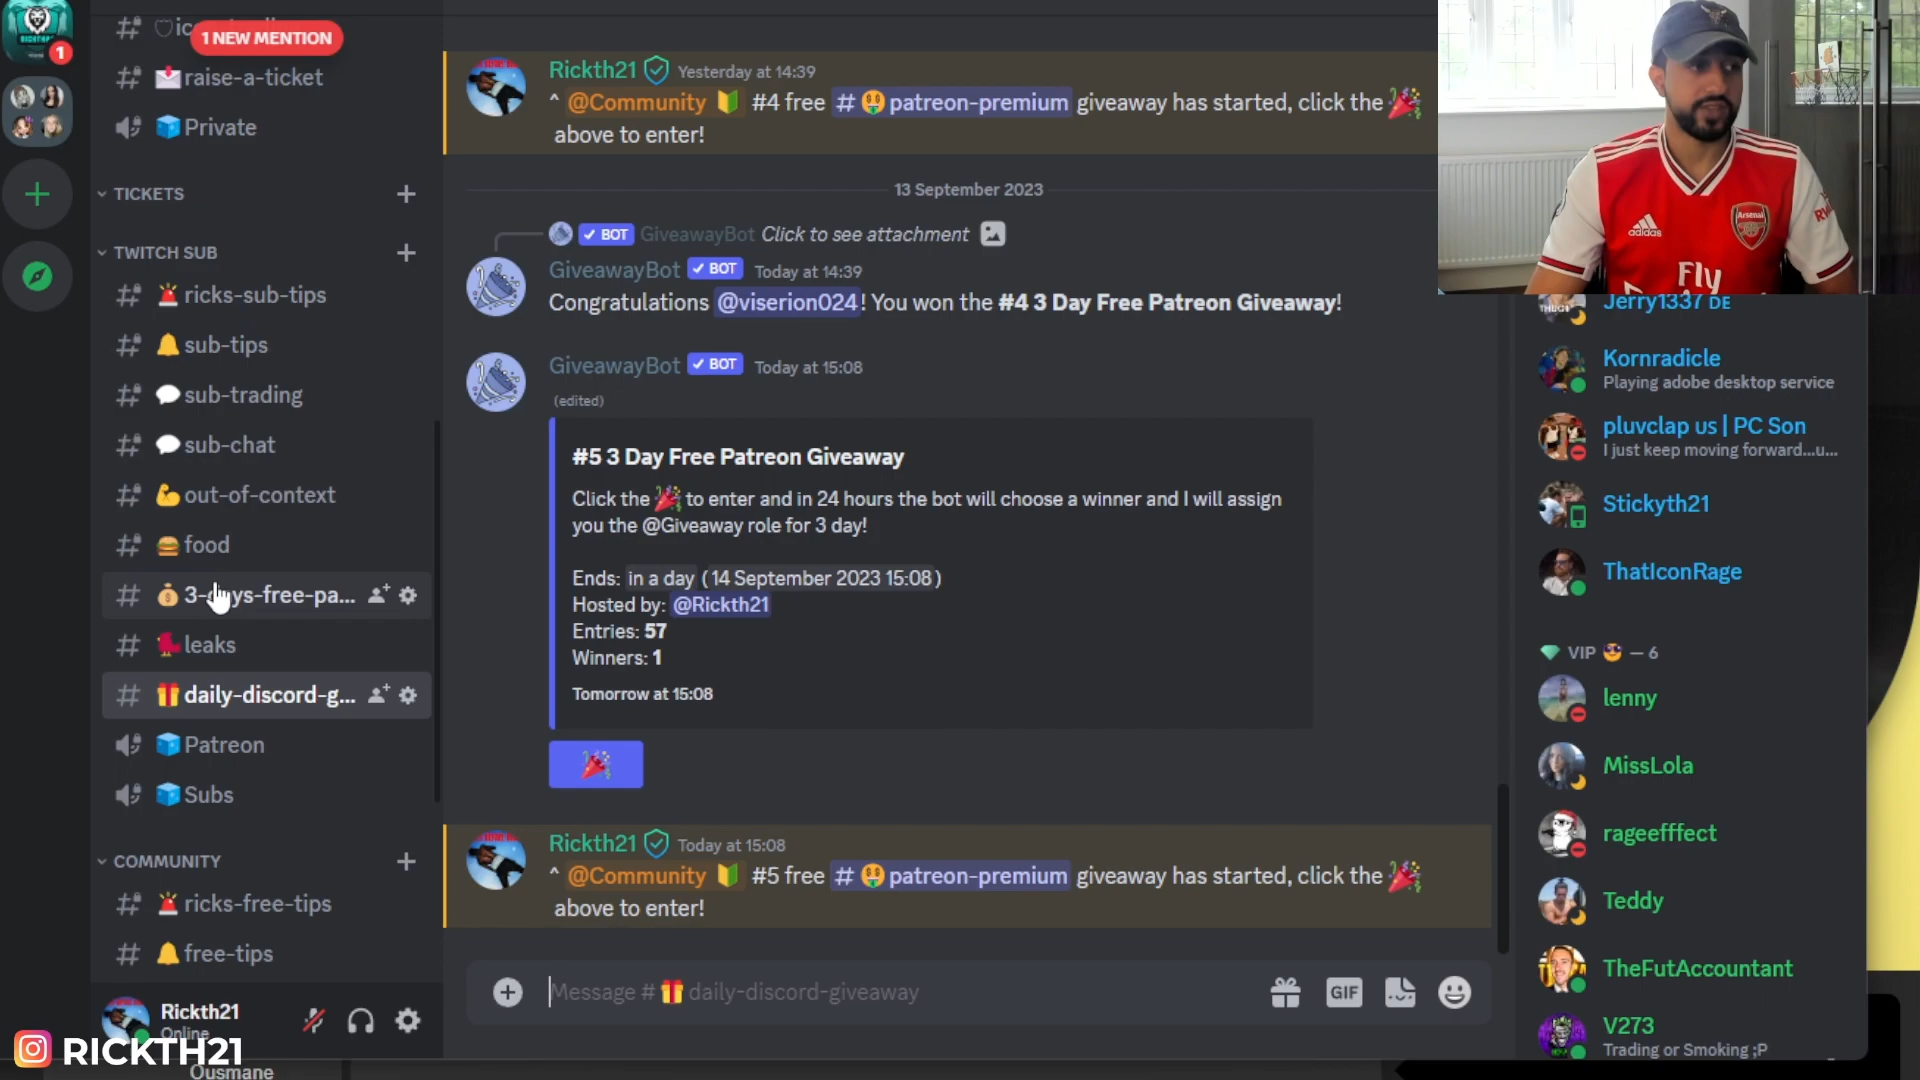 1 NEW MENTION
1
raise-a-ticket
Private
TICKETS
TWITCH SUB
ricks-sub-tips
sub-tips
sub-trading
sub-chat
out-of-context
food
leaks
daily-discord-g...
Patreon
Subs
COMMUNITY
ricks-free-tips
free-tips
Rickth21
Online
RICKTH21
Ousmane
Rickth21 Yesterday at 14:39
^ @Community #4 free # patreon-premium giveaway has started, click the
above to enter!
13 September 2023
BOT GiveawayBot Click to see attachment
GiveawayBot BOT Today at 14:39
Congratulations @viserion024! You won the #4 3 Day Free Patreon Giveaway!
GiveawayBot BOT Today at 15:08
(edited)
#5 3 Day Free Patreon Giveaway
Click the to enter and in 24 hours the bot will choose a winner and I will assign
you the @Giveaway role for 3 day!
Ends: in a day (14 September 2023 15:08)
Hosted by: @Rickth21
Entries: 57
Winners: 1
Tomorrow at 15:08
Rickth21 Today at 15:08
^ @Community #5 free # patreon-premium giveaway has started, click the
above to enter!
Message # daily-discord-giveaway
GIF
adidas
Arsenal
Fly
Jerry1337 DE
Kornradicle
Playing adobe desktop service
pluvclap us | PC Son
I just keep moving forward...u...
Stickyth21
ThatIconRage
VIP — 6
lenny
MissLola
rageefffect
Teddy
TheFutAccountant
V273
Trading or Smoking ;P